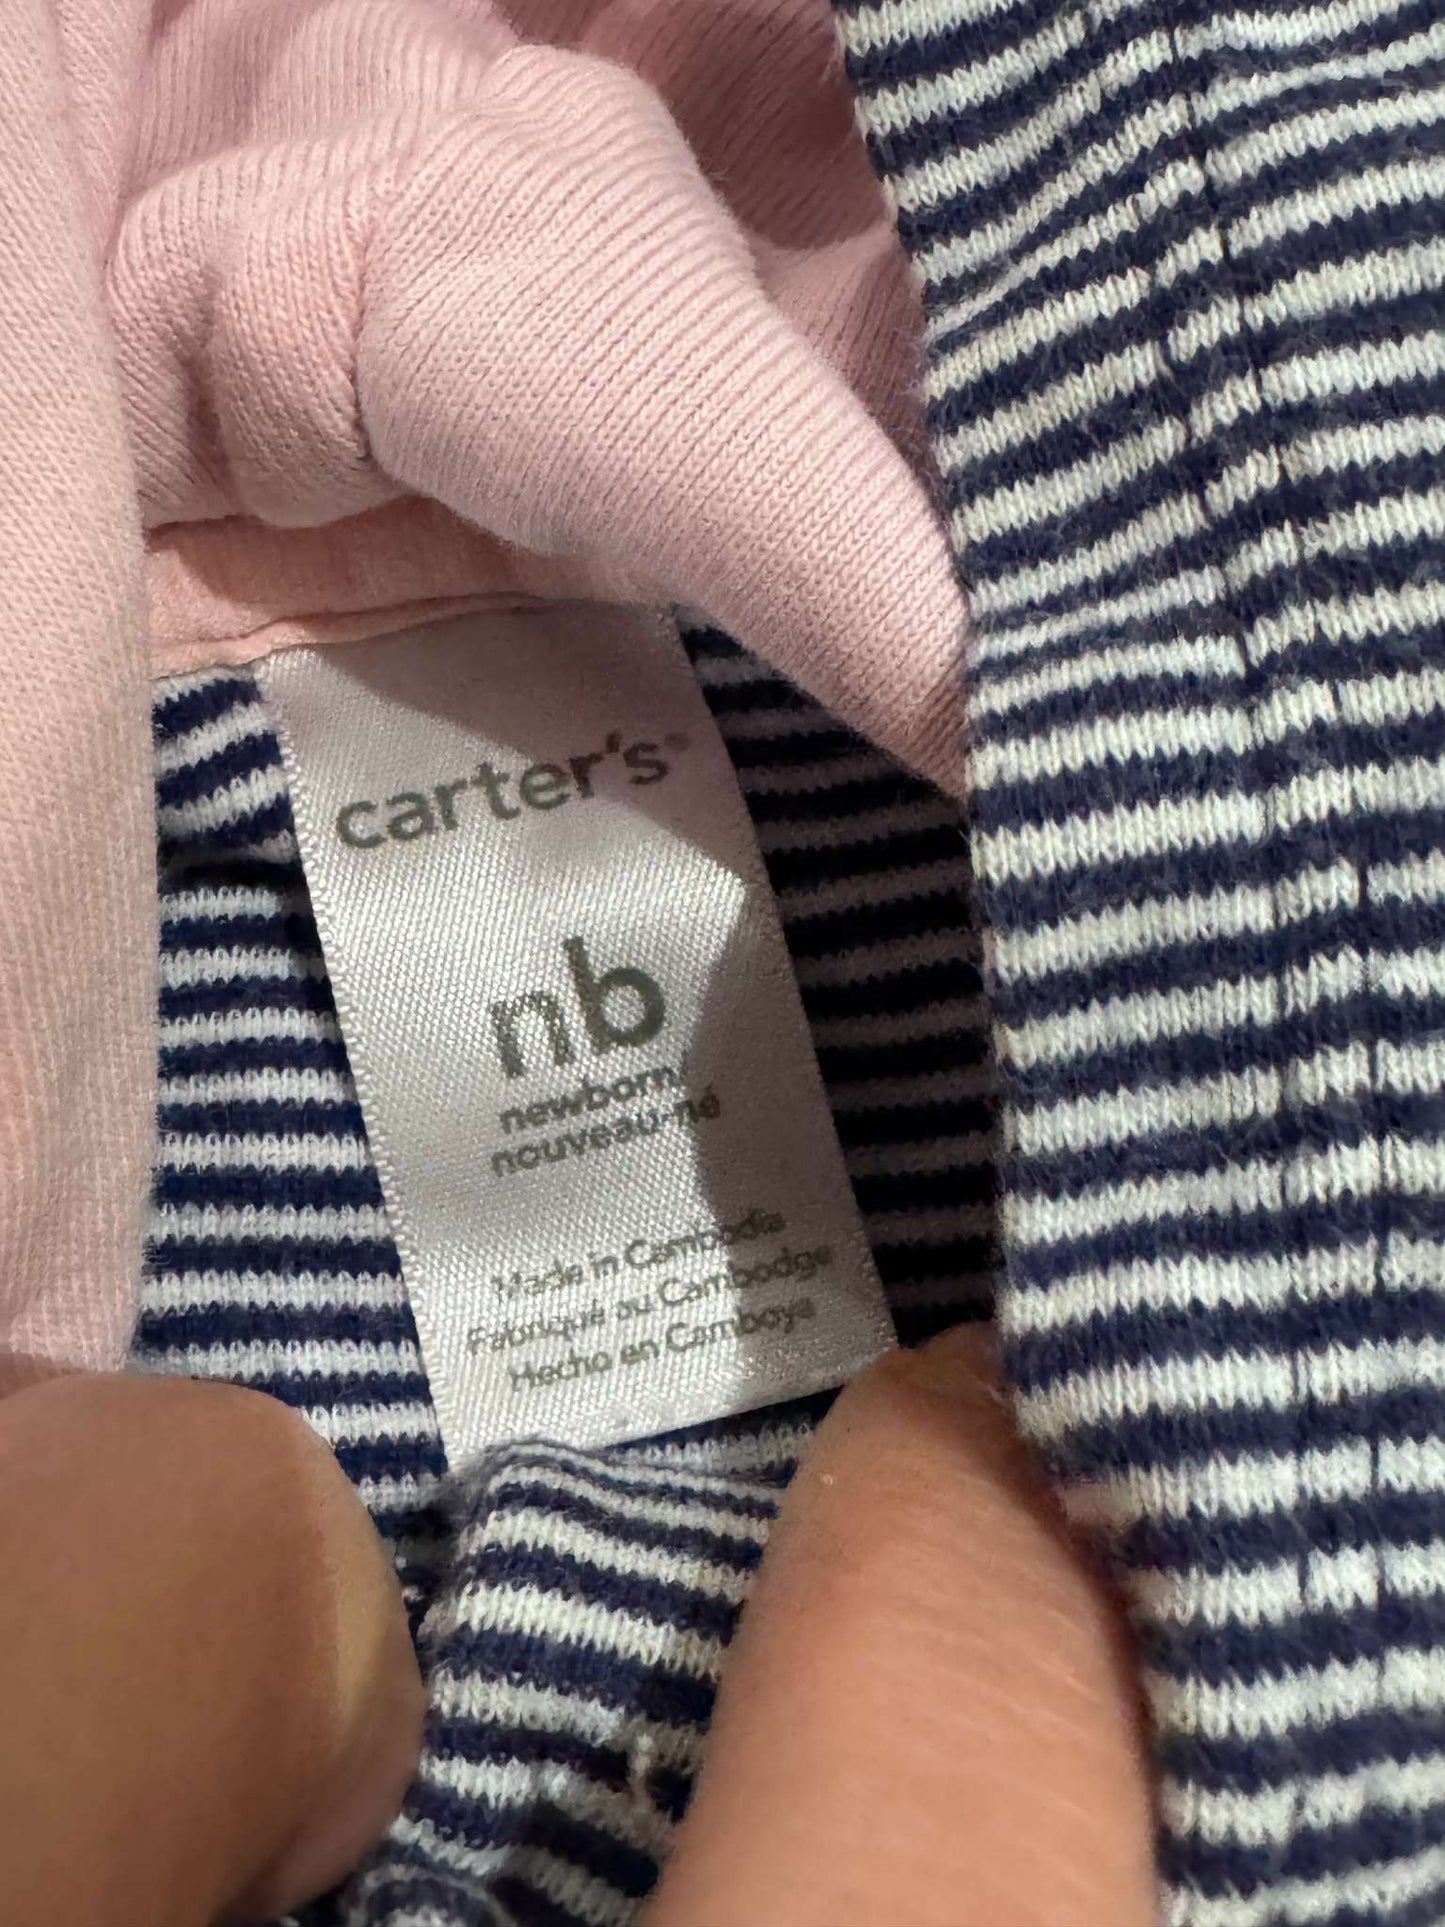 carter's®
nb
newborn
nouveau-né
Made in Cambodia
Fabriqué au Cambodge
Hecho en Camboya